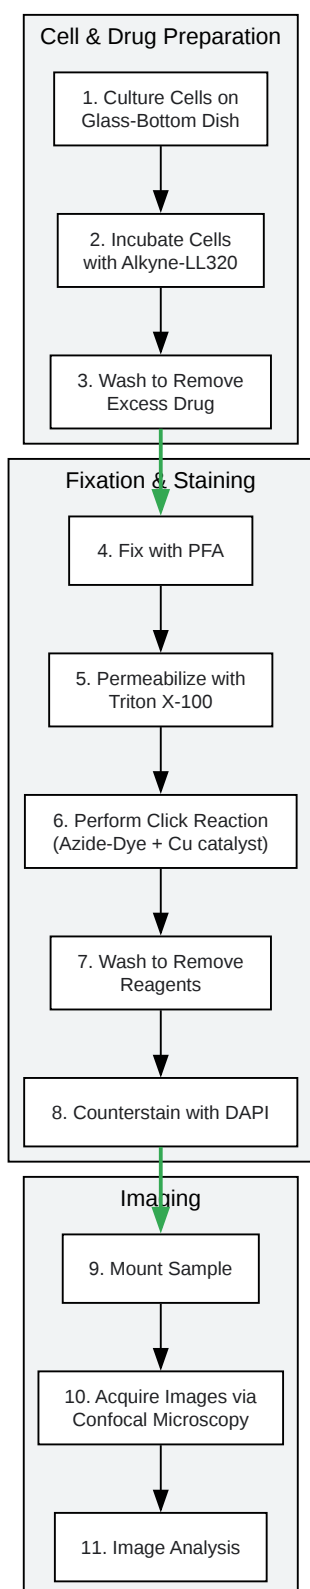 Cell & Drug Preparation
1. Culture Cells on
Glass-Bottom Dish
2. Incubate Cells
with Alkyne-LL320
3. Wash to Remove
Excess Drug
Fixation & Staining
4. Fix with PFA
5. Permeabilize with
Triton X-100
6. Perform Click Reaction
(Azide-Dye + Cu catalyst)
7. Wash to Remove
Reagents
8. Counterstain with DAPI
Imaging
9. Mount Sample
10. Acquire Images via
Confocal Microscopy
11. Image Analysis